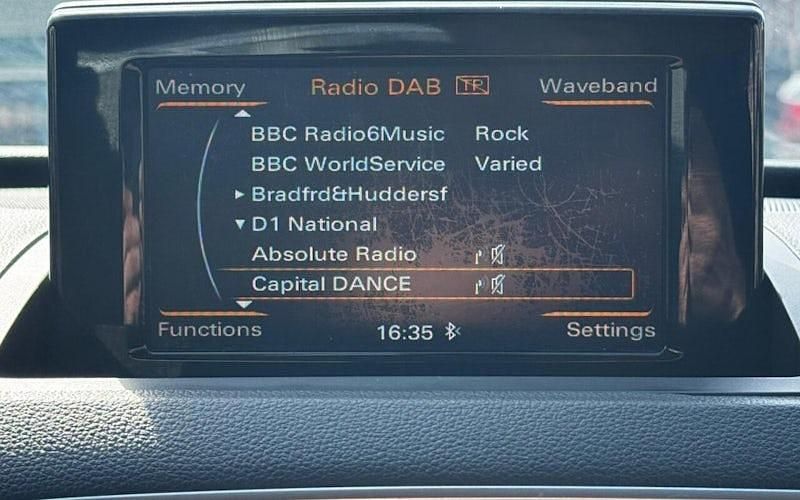 Memory Radio DAB TP Waveband
BBC Radio6Music Rock
BBC WorldService Varied
Bradfrd&Huddersf
D1 National
Absolute Radio
Capital DANCE
Functions 16:35 Settings